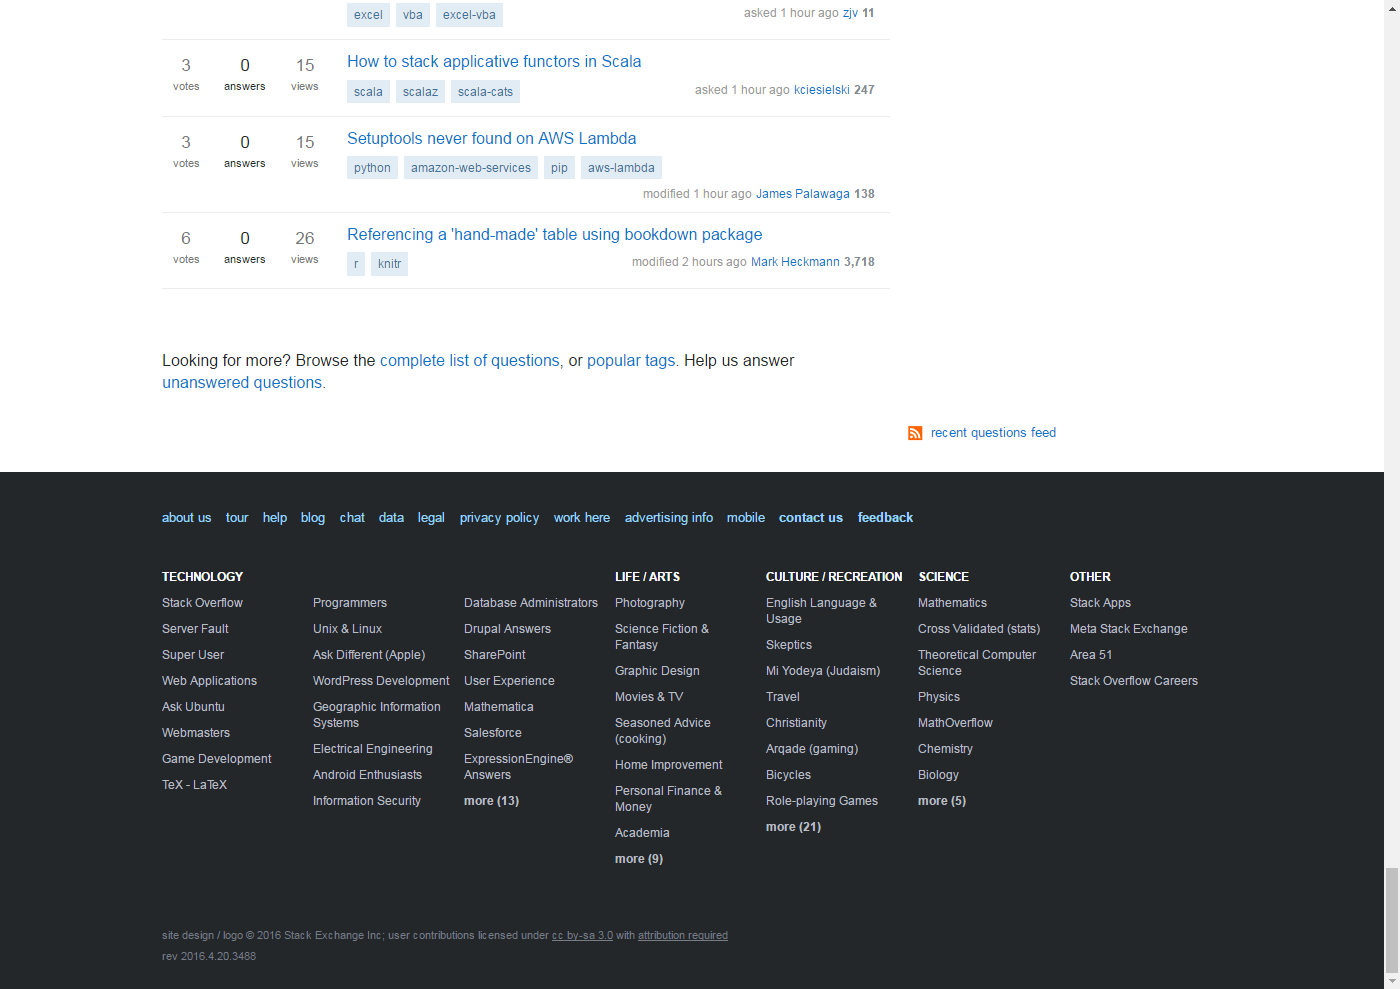 excel vba excel-vba asked 1 hour ago zjv 11
3 0 15 How to stack applicative functors in Scala
votes answers views scala scalaz scala-cats asked 1 hour ago kciesielski 247
3 0 15 Setuptools never found on AWS Lambda
votes answers views python amazon-web-services pip aws-lambda
modified 1 hour ago James Palawaga 138
6 0 26 Referencing a 'hand-made' table using bookdown package
votes answers views r knitr modified 2 hours ago Mark Heckmann 3,718
Looking for more? Browse the complete list of questions, or popular tags. Help us answer
unanswered questions.
recent questions feed
about us tour help blog chat data legal privacy policy work here advertising info mobile contact us feedback
TECHNOLOGY
Stack Overflow
Server Fault
Super User
Web Applications
Ask Ubuntu
Webmasters
Game Development
TeX - LaTeX
Programmers
Unix & Linux
Ask Different (Apple)
WordPress Development
Geographic Information
Systems
Electrical Engineering
Android Enthusiasts
Information Security
Database Administrators
Drupal Answers
SharePoint
User Experience
Mathematica
Salesforce
ExpressionEngine®
Answers
more (13)
LIFE / ARTS
Photography
Science Fiction &
Fantasy
Graphic Design
Movies & TV
Seasoned Advice
(cooking)
Home Improvement
Personal Finance &
Money
Academia
more (9)
CULTURE / RECREATION
English Language &
Usage
Skeptics
Mi Yodeya (Judaism)
Travel
Christianity
Arqade (gaming)
Bicycles
Role-playing Games
more (21)
SCIENCE
Mathematics
Cross Validated (stats)
Theoretical Computer
Science
Physics
MathOverflow
Chemistry
Biology
more (5)
OTHER
Stack Apps
Meta Stack Exchange
Area 51
Stack Overflow Careers
site design / logo © 2016 Stack Exchange Inc; user contributions licensed under cc by-sa 3.0 with attribution required
rev 2016.4.20.3488